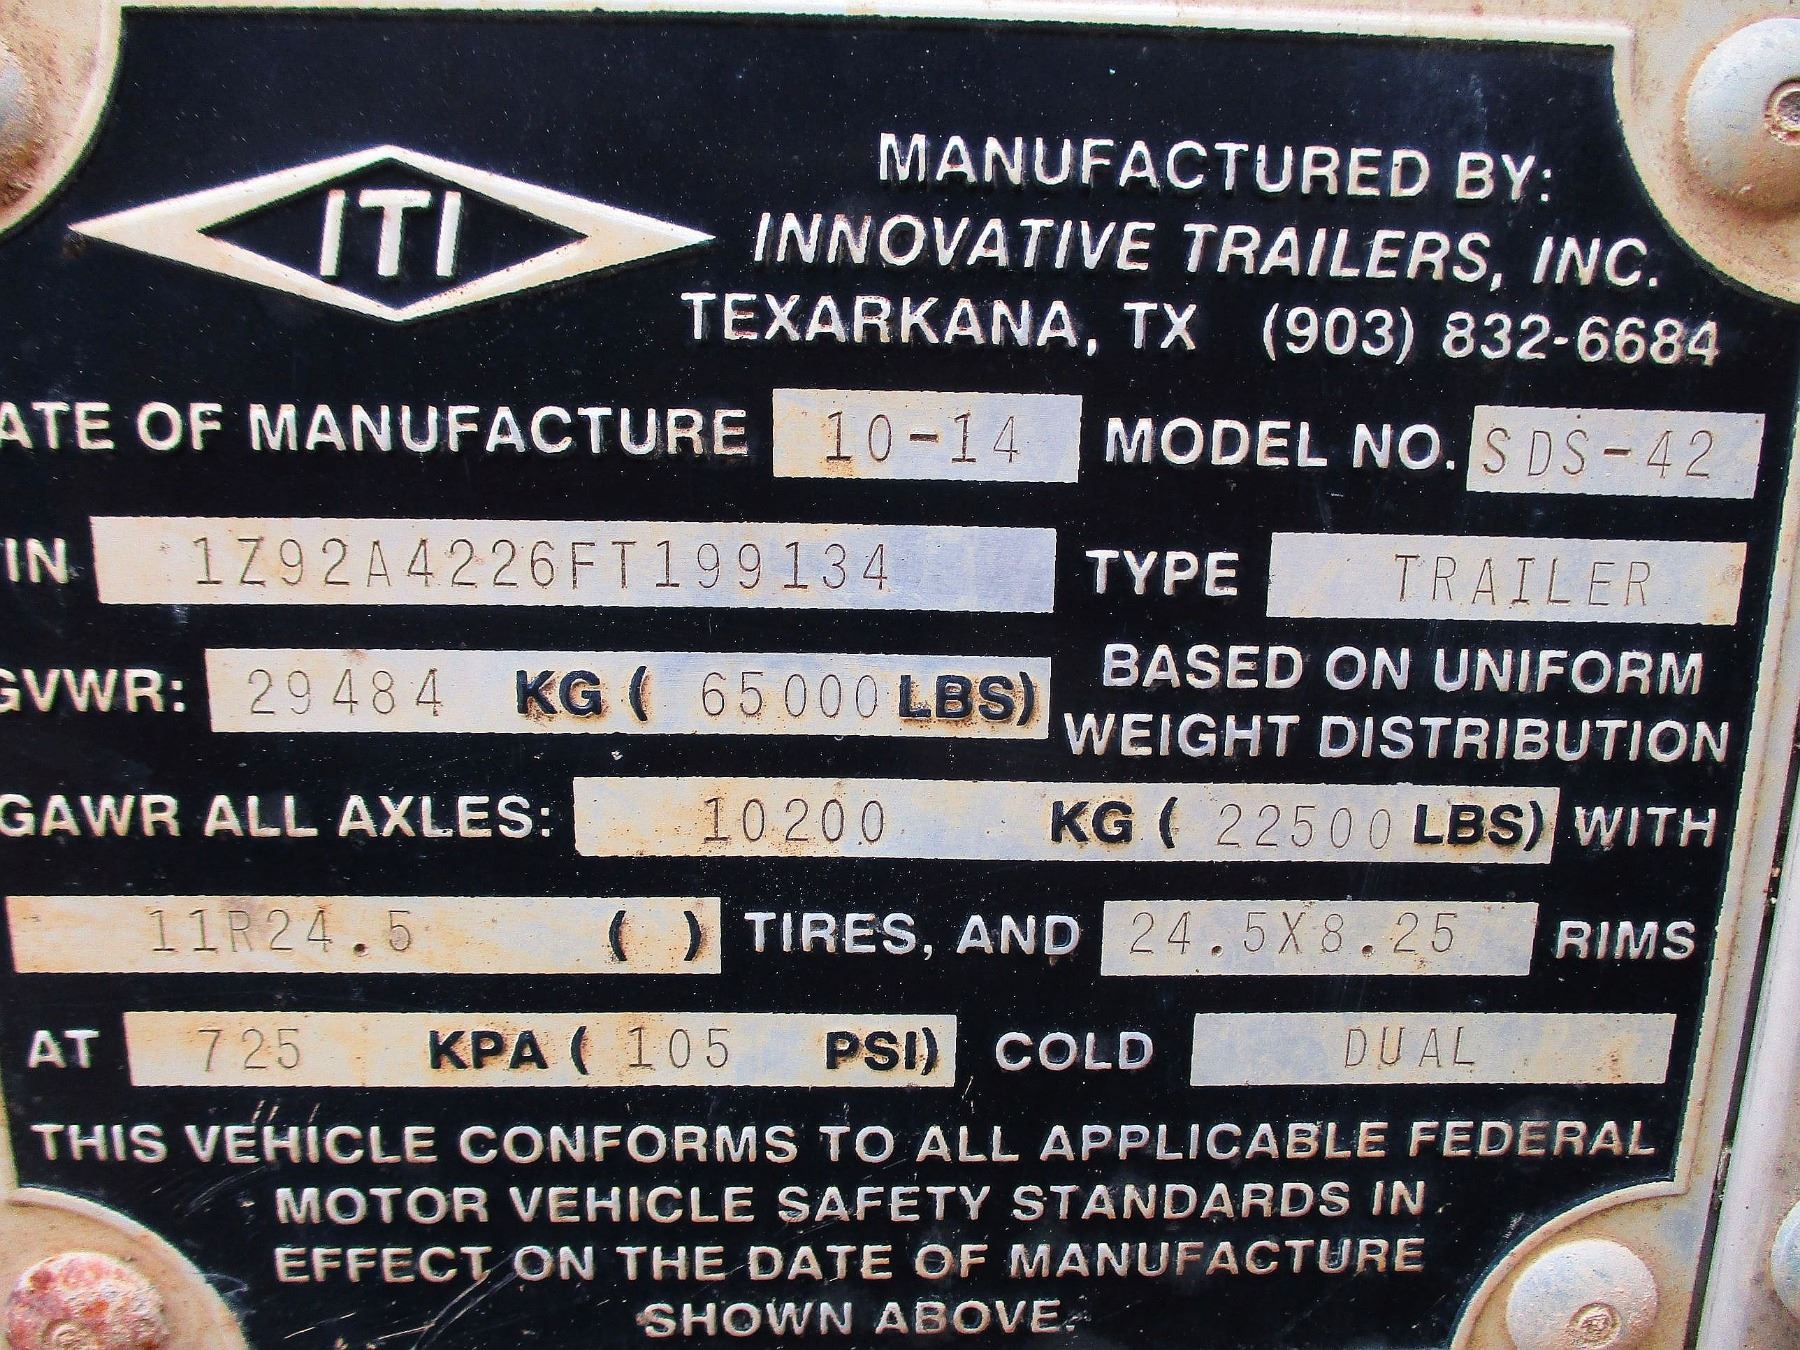 ITI
MANUFACTURED BY:
INNOVATIVE TRAILERS, INC.
TEXARKANA, TX (903) 832-6684
ATE OF MANUFACTURE 10-14 MODEL NO. SDS-42
IN 1Z92A4226FT199134 TYPE TRAILER
GVWR: 29484 KG ( 65000 LBS) BASED ON UNIFORM
WEIGHT DISTRIBUTION
GAWR ALL AXLES: 10200 KG ( 22500 LBS) WITH
11R24.5 ( ) TIRES, AND 24.5X8.25 RIMS
AT 725 KPA ( 105 PSI) COLD DUAL
THIS VEHICLE CONFORMS TO ALL APPLICABLE FEDERAL
MOTOR VEHICLE SAFETY STANDARDS IN
EFFECT ON THE DATE OF MANUFACTURE
SHOWN ABOVE.